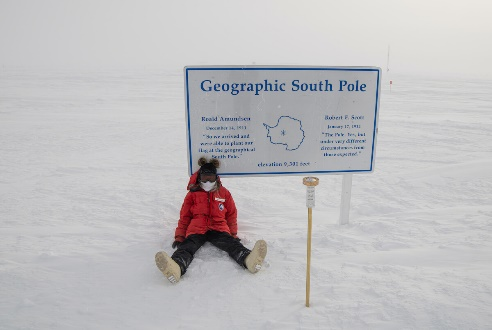 Geographic South Pole
Roald Amundsen
December 14, 1911
"So we arrived and
were able to plant our
flag at the geographical
South Pole."
Robert F. Scott
January 17, 1912
"The Pole. Yes, but
under very different
circumstances from
those expected."
elevation 9,301 feet